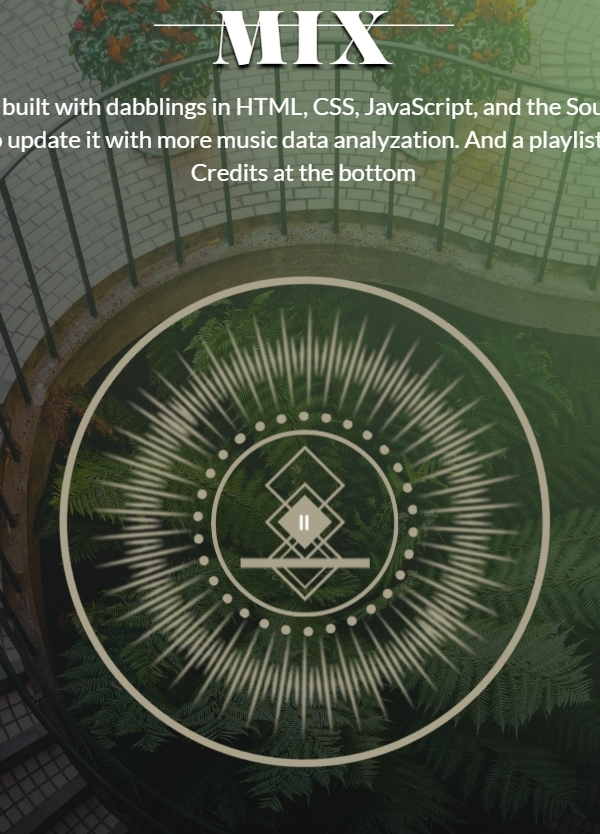 MIX
built with dabblings in HTML, CSS, JavaScript, and the Sou
update it with more music data analyzation. And a playlist
Credits at the bottom